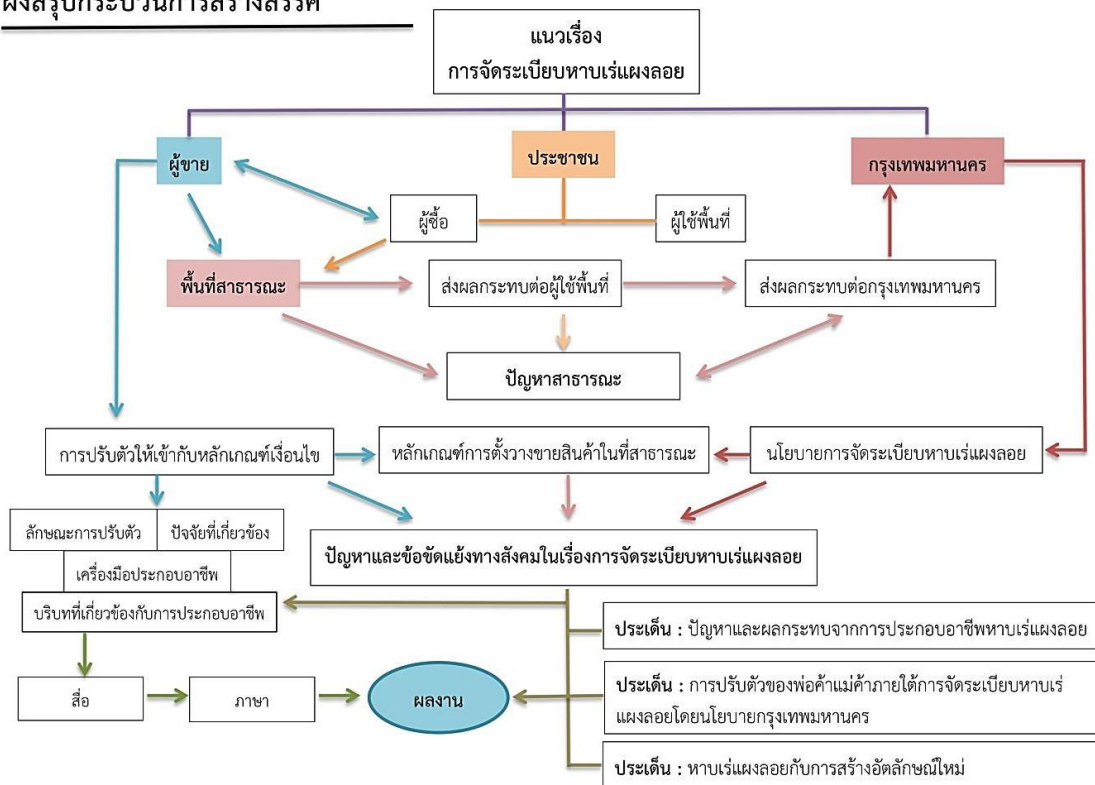 ผังสรุปกระบวนการสร้างสรรค์
แนวเรื่อง
การจัดระเบียบหาบเร่แผงลอย
ผู้ขาย
ประชาชน
กรุงเทพมหานคร
ผู้ซื้อ
ผู้ใช้พื้นที่
พื้นที่สาธารณะ
ส่งผลกระทบต่อผู้ใช้พื้นที่
ส่งผลกระทบต่อกรุงเทพมหานคร
ปัญหาสาธารณะ
การปรับตัวให้เข้ากับหลักเกณฑ์เงื่อนไข
หลักเกณฑ์การตั้งวางขายสินค้าในที่สาธารณะ
นโยบายการจัดระเบียบหาบเร่แผงลอย
ลักษณะการปรับตัว
ปัจจัยที่เกี่ยวข้อง
เครื่องมือประกอบอาชีพ
บริบทที่เกี่ยวข้องกับการประกอบอาชีพ
ปัญหาและข้อขัดแย้งทางสังคมในเรื่องการจัดระเบียบหาบเร่แผงลอย
ประเด็น : ปัญหาและผลกระทบจากการประกอบอาชีพหาบเร่แผงลอย
สื่อ
ภาษา
ผลงาน
ประเด็น : การปรับตัวของพ่อค้าแม่ค้าภายใต้การจัดระเบียบหาบเร่
แผงลอยโดยนโยบายกรุงเทพมหานคร
ประเด็น : หาบเร่แผงลอยกับการสร้างอัตลักษณ์ใหม่